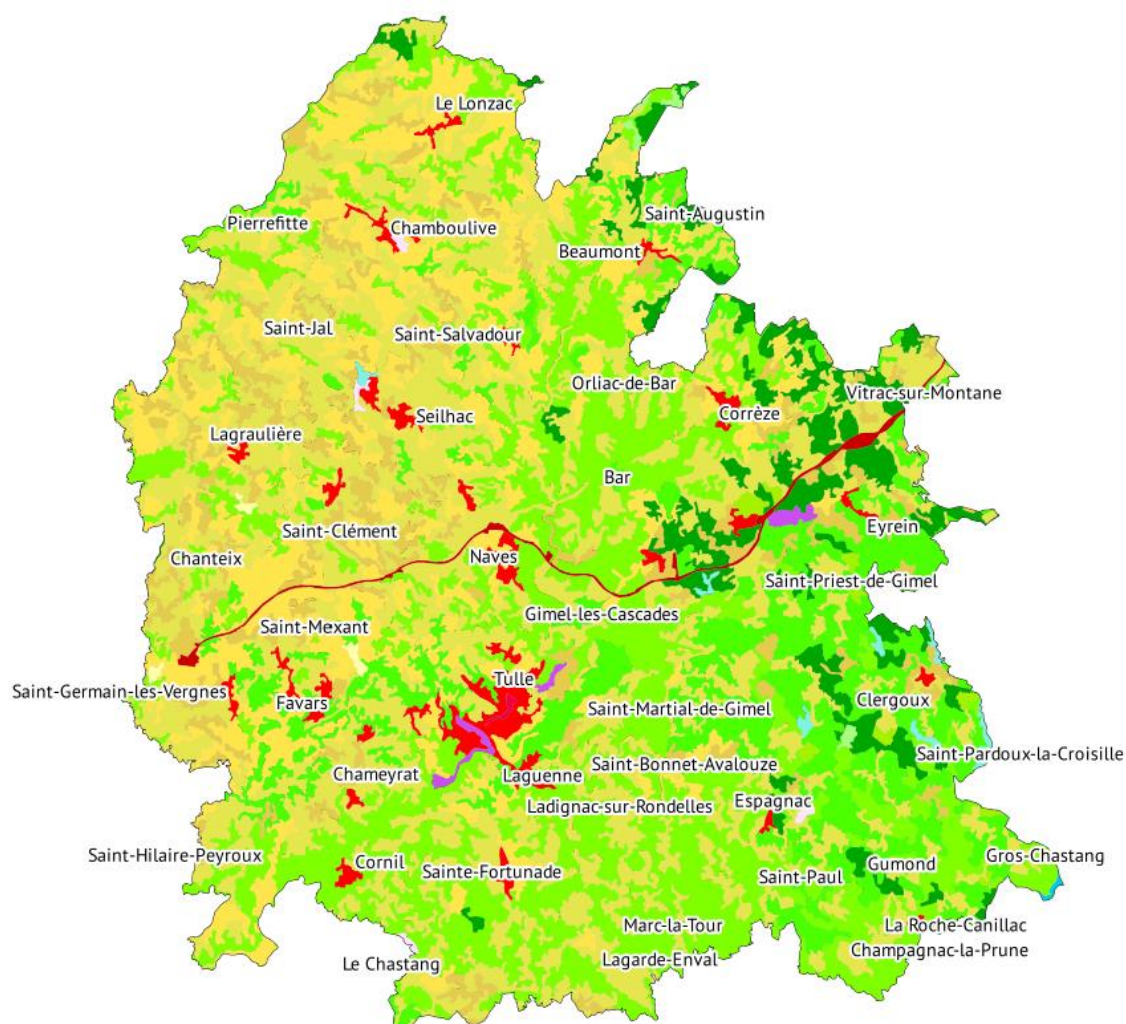 Le Lonzac
Saint-Augustin
Pierrefitte
Chamboulive
Beaumont
Saint-Jal
Saint-Salvadour
Orliac-de-Bar
Vitrac-sur-Montane
Corrèze
Seilhac
Lagraulière
Bar
Saint-Clément
Eyrein
Chanteix
Naves
Saint-Priest-de-Gimel
Gimel-les-Cascades
Saint-Mexant
Tulle
Saint-Germain-les-Vergnes
Favars
Clergoux
Saint-Martial-de-Gimel
Saint-Pardoux-la-Croisille
Chameyrat
Laguenne
Saint-Bonnet-Avalouze
Ladignac-sur-Rondelles
Espagnac
Saint-Hilaire-Peyroux
Cornil
Sainte-Fortunade
Saint-Paul
Gumond
Gros-Chastang
Marc-la-Tour
La Roche-Canillac
Champagnac-la-Prune
Le Chastang
Lagarde-Enval